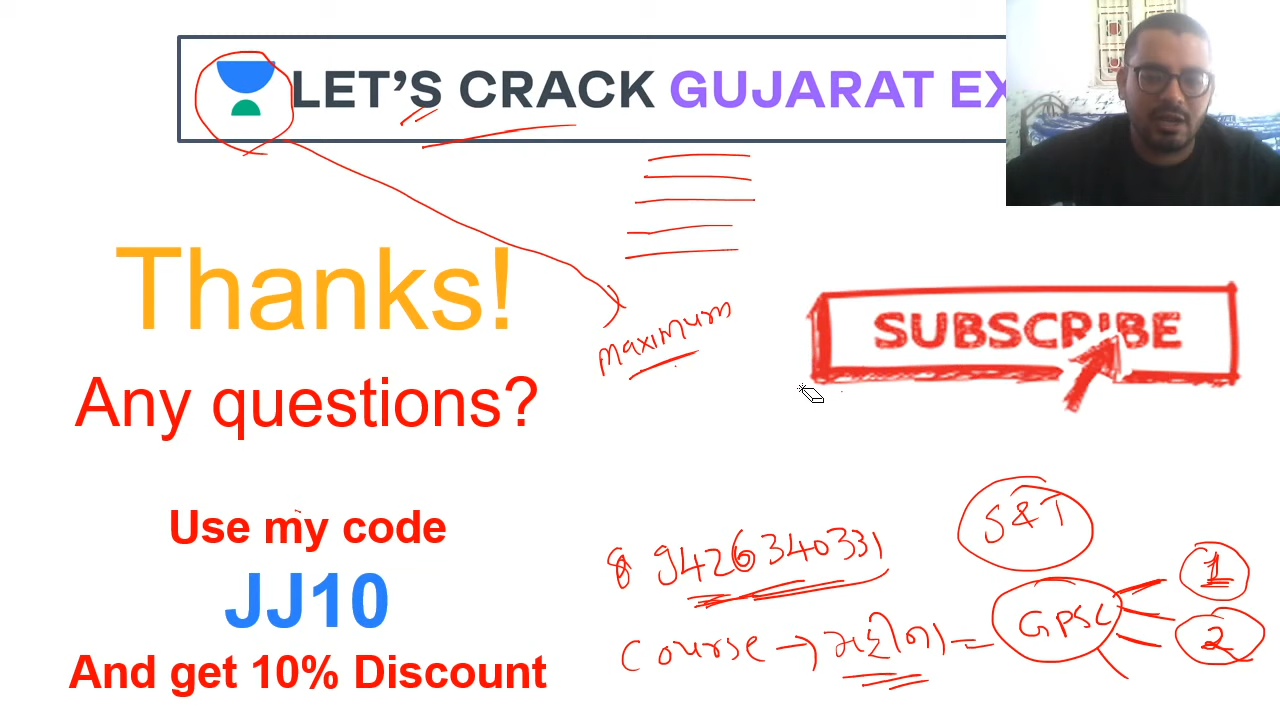 LET'S CRACK GUJARAT EX
Thanks!
Any questions?
maximum
SUBSCRIBE
Use my code
JJ10
And get 10% Discount
S&T
9426340331
1
GPSC
2
Course → મહીના =